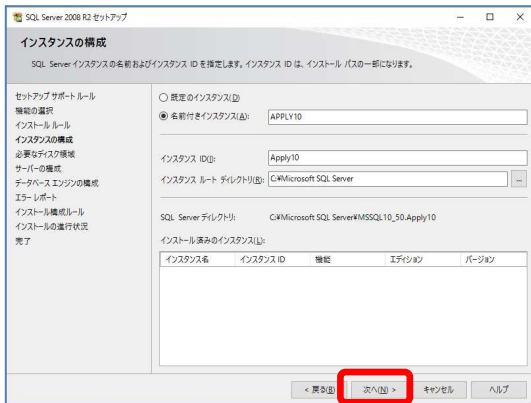 SQL Server 2008 R2 セットアップ
インスタンスの構成
SQL Server インスタンスの名前およびインスタンス ID を指定します。インスタンス ID は、インストール パスの一部になります。
セットアップ サポート ルール
機能の選択
インストール ルール
インスタンスの構成
必要なディスク領域
サーバーの構成
データベース エンジンの構成
エラー レポート
インストール構成ルール
インストールの進行状況
完了
既定のインスタンス(D)
名前付きインスタンス(A): APPLY10
インスタンス ID(I): Apply10
インスタンス ルート ディレクトリ(R): C:¥Microsoft SQL Server ...
SQL Server ディレクトリ: C:¥Microsoft SQL Server¥MSSQL10_50.Apply10
インストール済みのインスタンス(L):
インスタンス名 インスタンス ID 機能 エディション バージョン
< 戻る(B) 次へ(N) > キャンセル ヘルプ